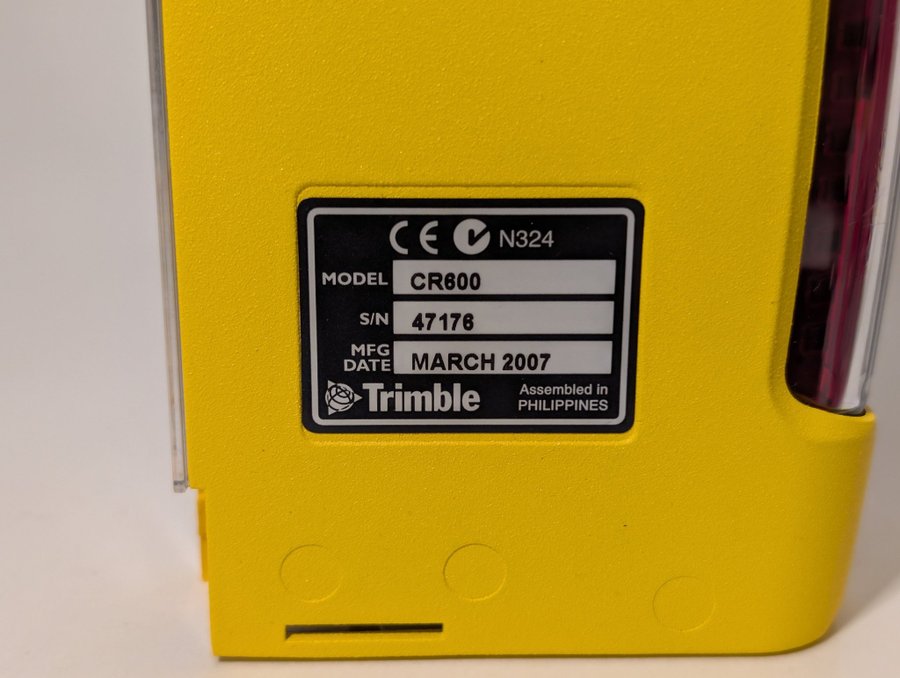 CE N324
MODEL CR600
S/N 47176
MFG DATE MARCH 2007
Trimble
Assembled in
PHILIPPINES